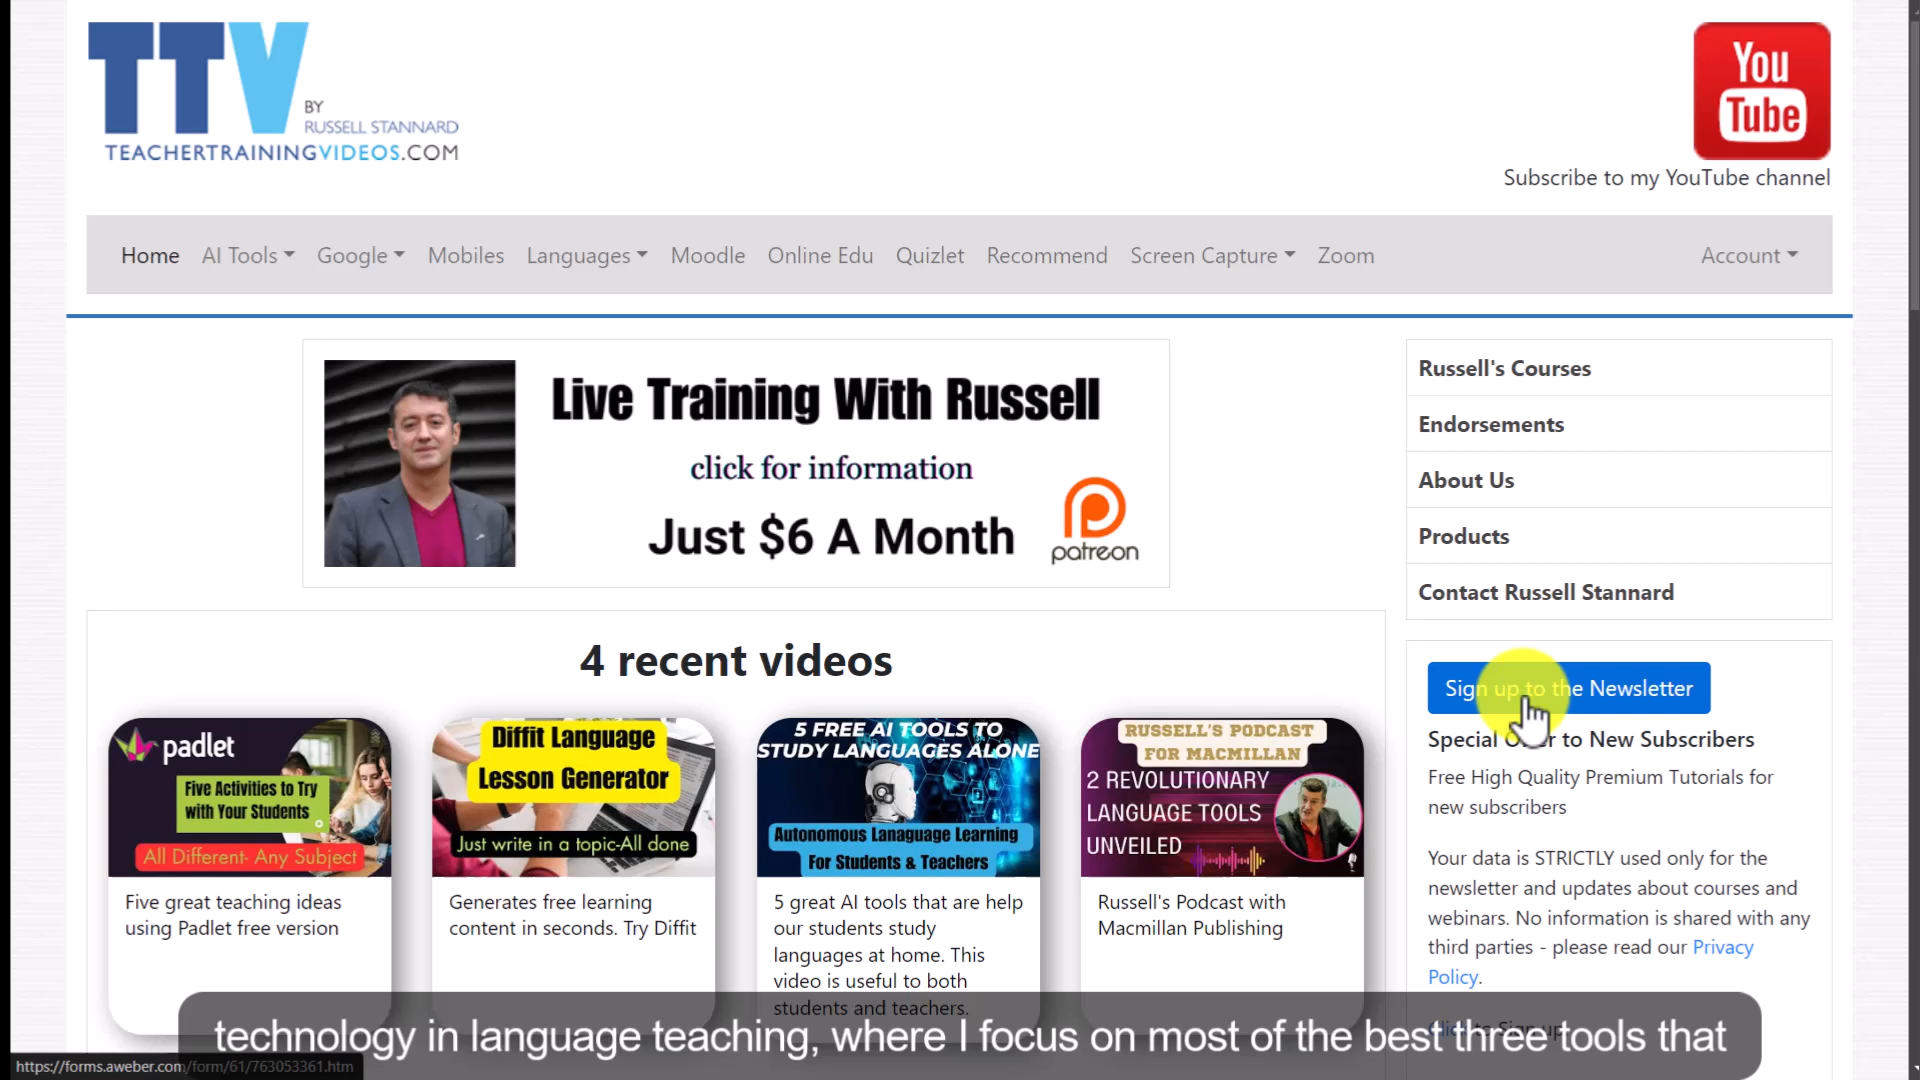 TTV
BY
RUSSELL STANNARD
TEACHERTRAININGVIDEOS.COM
You
Tube
Subscribe to my YouTube channel
Home AI Tools Google Mobiles Languages Moodle Online Edu Quizlet Recommend Screen Capture Zoom Account
Live Training With Russell
click for information
Just $6 A Month
patreon
Russell's Courses
Endorsements
About Us
Products
Contact Russell Stannard
4 recent videos
padlet
Five Activities to Try
with Your Students
All Different- Any Subject
Five great teaching ideas
using Padlet free version
Diffit Language
Lesson Generator
Just write in a topic-All done
Generates free learning
content in seconds. Try Diffit
5 FREE AI TOOLS TO
STUDY LANGUAGES ALONE
Autonomous Lanaguage Learning
For Students & Teachers
5 great AI tools that are help
our students study
languages at home. This
video is useful to both
students and teachers.
RUSSELL'S PODCAST
FOR MACMILLAN
2 REVOLUTIONARY
LANGUAGE TOOLS
UNVEILED
Russell's Podcast with
Macmillan Publishing
Sign up to the Newsletter
Special to New Subscribers
Free High Quality Premium Tutorials for
new subscribers
Your data is STRICTLY used only for the
newsletter and updates about courses and
webinars. No information is shared with any
third parties - please read our Privacy
Policy.
technology in language teaching, where I focus on most of the best three tools that
https://forms.aweber.com/form/61/763053361.htm